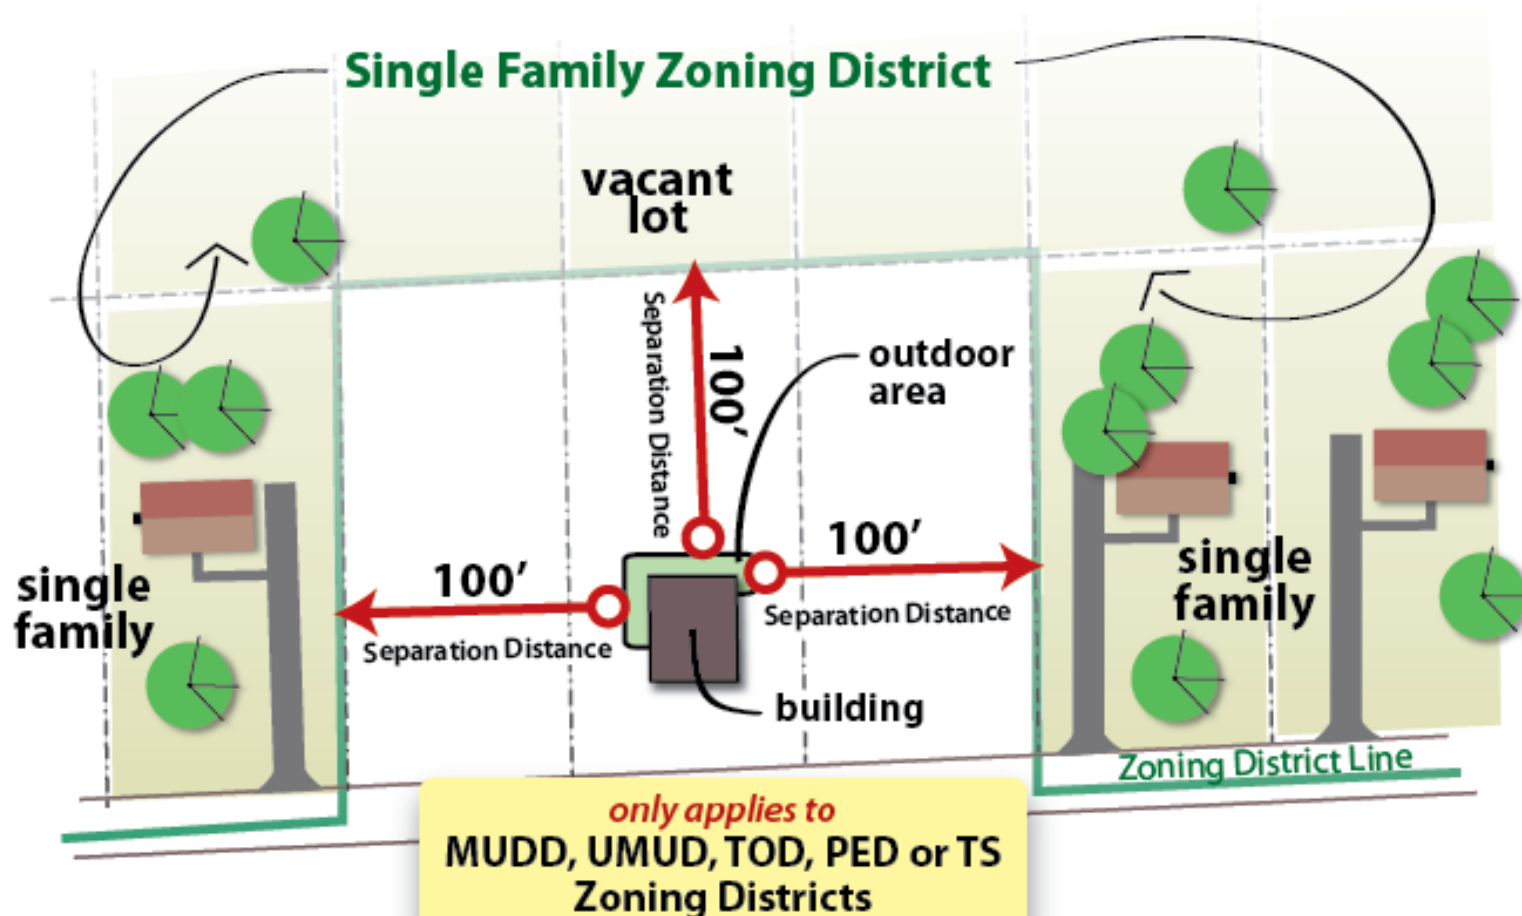 Single Family Zoning District
vacant
lot
Separation Distance
100’
outdoor
area
100’
Separation Distance
100’
Separation Distance
single
family
single
family
building
Zoning District Line
only applies to
MUDD, UMUD, TOD, PED or TS
Zoning Districts